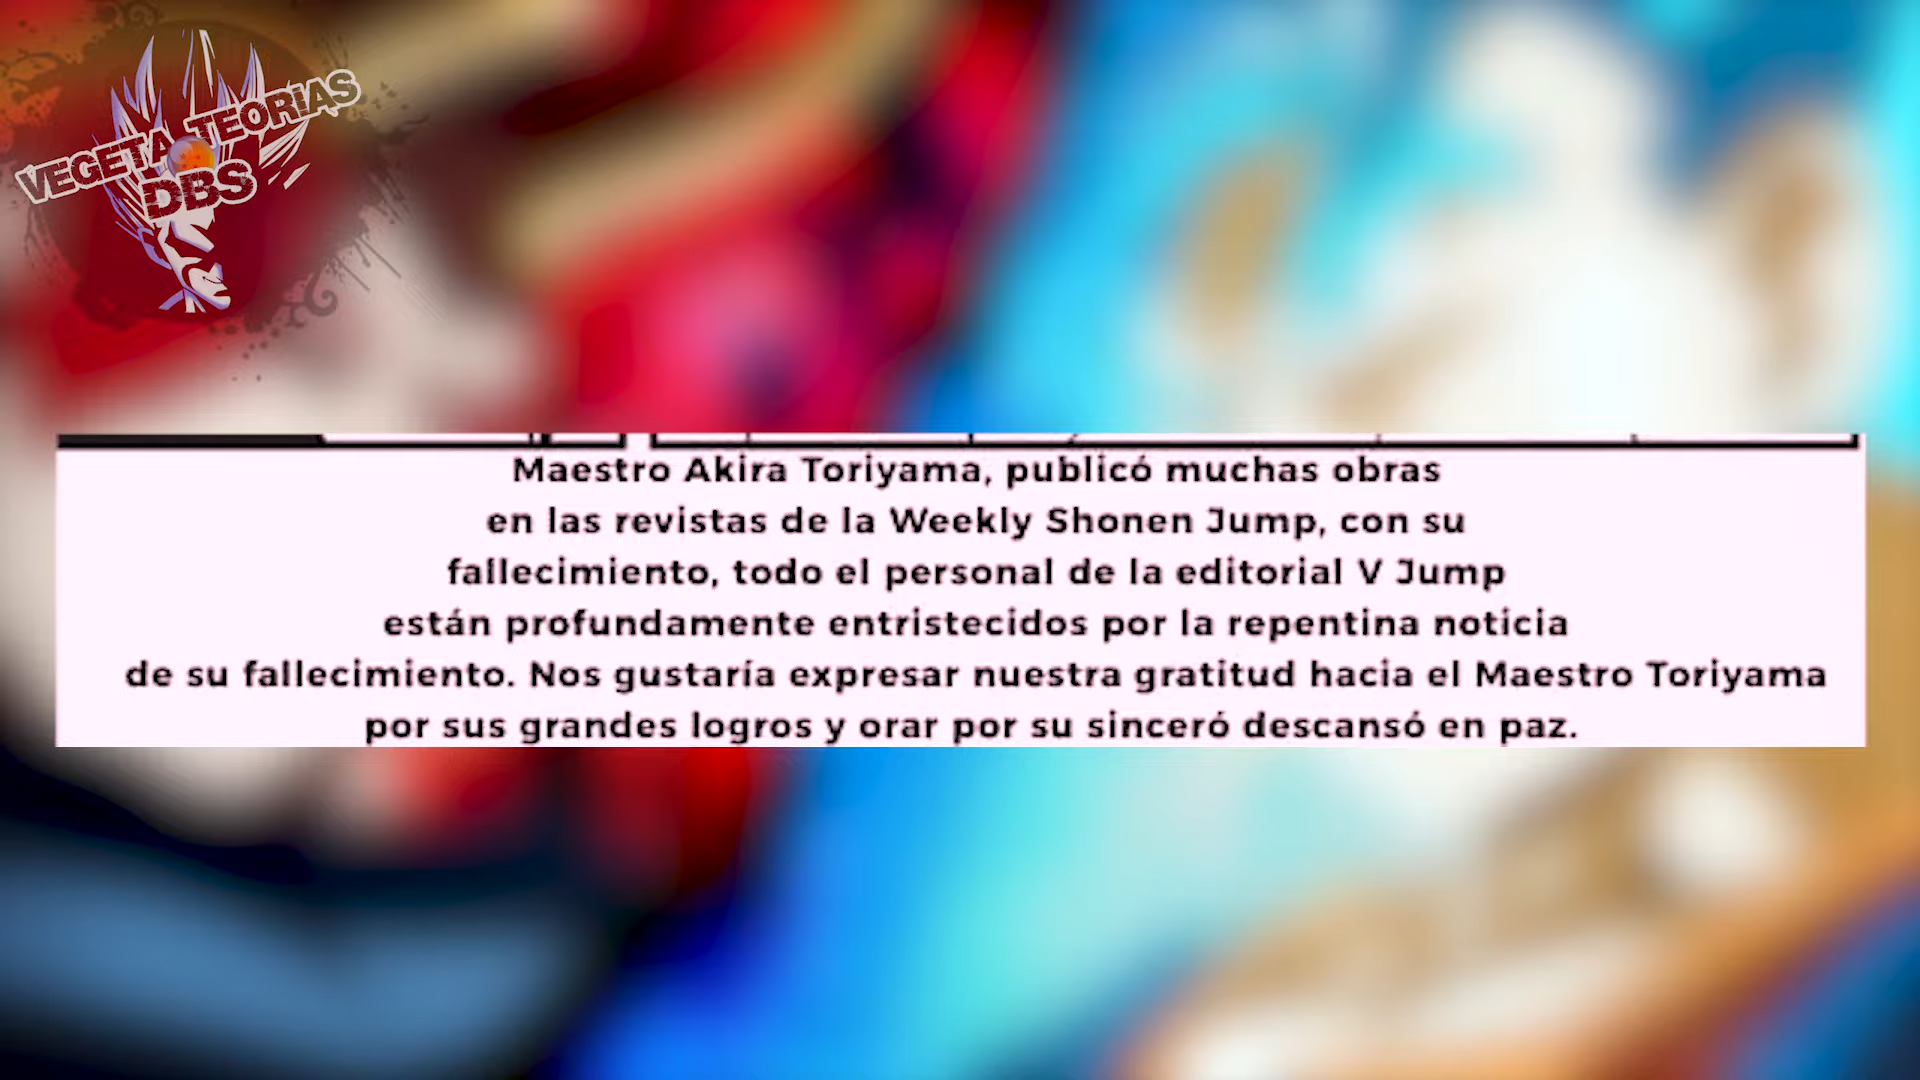 VEGETA TEORIAS
DBS
Maestro Akira Toriyama, publicó muchas obras
en las revistas de la Weekly Shonen Jump, con su
fallecimiento, todo el personal de la editorial V Jump
están profundamente entristecidos por la repentina noticia
de su fallecimiento. Nos gustaría expresar nuestra gratitud hacia el Maestro Toriyama
por sus grandes logros y orar por su sinceró descansó en paz.